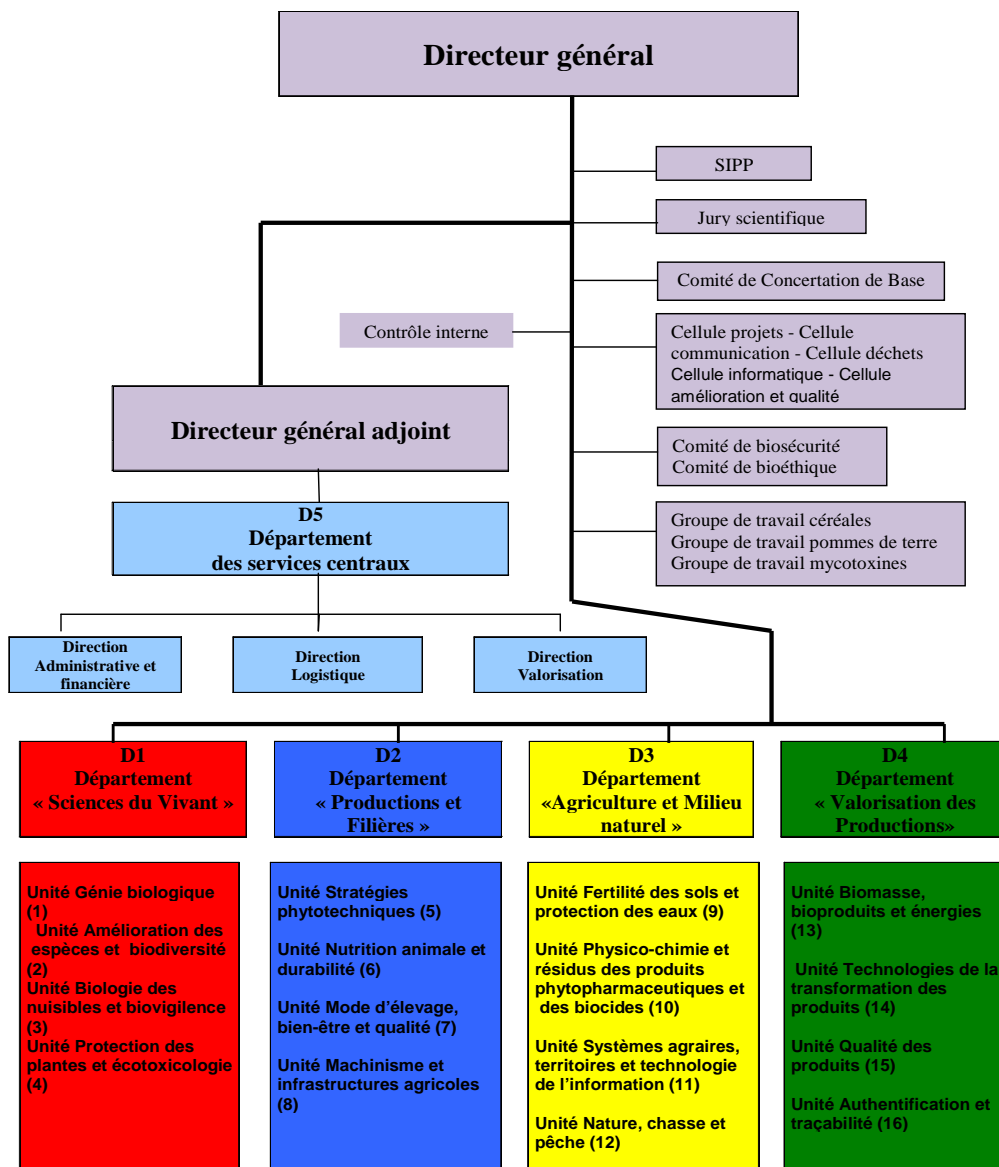 Directeur général
SIPP
Jury scientifique
Comité de Concertation de Base
Contrôle interne
Cellule projets - Cellule
communication - Cellule déchets
Cellule informatique - Cellule
amélioration et qualité
Directeur général adjoint
Comité de biosécurité
Comité de bioéthique
D5
Département
des services centraux
Groupe de travail céréales
Groupe de travail pommes de terre
Groupe de travail mycotoxines
Direction
Administrative et
financière
Direction
Logistique
Direction
Valorisation
D1
Département
« Sciences du Vivant »
D2
Département
« Productions et
Filières »
D3
Département
«Agriculture et Milieu
naturel »
D4
Département
« Valorisation des
Productions»
Unité Génie biologique
(1)
Unité Amélioration des
espèces et biodiversité
(2)
Unité Biologie des
nuisibles et biovigilence
(3)
Unité Protection des
plantes et écotoxicologie
(4)
Unité Stratégies
phytotechniques (5)
Unité Nutrition animale et
durabilité (6)
Unité Mode d'élevage,
bien-être et qualité (7)
Unité Machinisme et
infrastructures agricoles
(8)
Unité Fertilité des sols et
protection des eaux (9)
Unité Physico-chimie et
résidus des produits
phytopharmaceutiques et
des biocides (10)
Unité Systèmes agraires,
territoires et technologie
de l'information (11)
Unité Nature, chasse et
pêche (12)
Unité Biomasse,
bioproduits et énergies
(13)
Unité Technologies de la
transformation des
produits (14)
Unité Qualité des
produits (15)
Unité Authentification et
traçabilité (16)